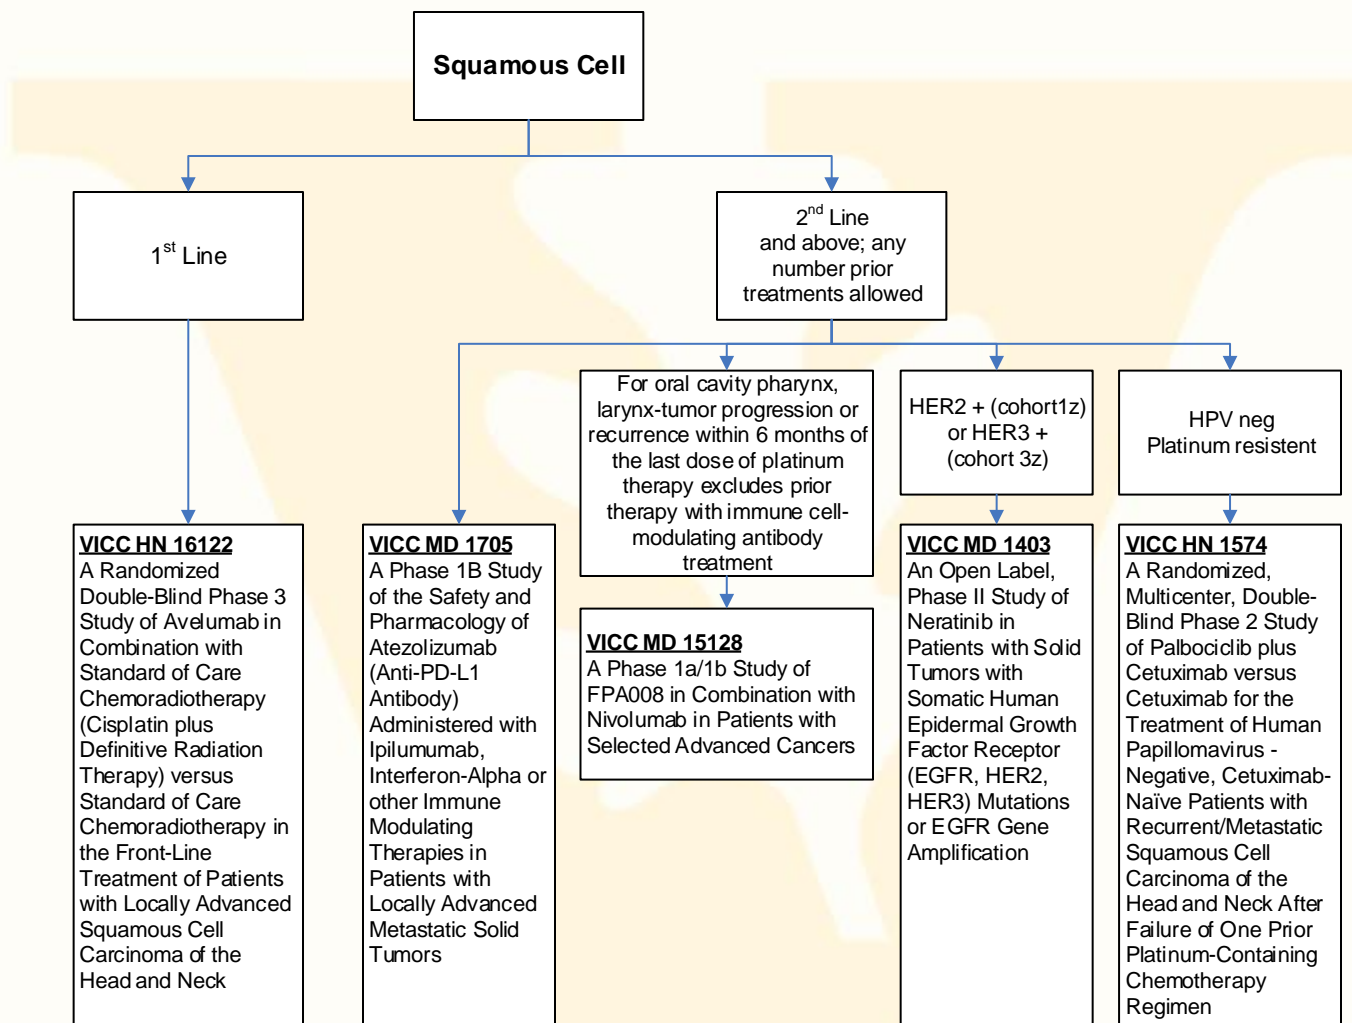 Squamous Cell
1st Line
2nd Line
and above; any
number prior
treatments allowed
For oral cavity pharynx,
larynx-tumor progression or
recurrence within 6 months of
the last dose of platinum
therapy excludes prior
therapy with immune cell-
modulating antibody
treatment
HER2 + (cohort1z)
or HER3 +
(cohort 3z)
HPV neg
Platinum resistent
VICC HN 16122
A Randomized
Double-Blind Phase 3
Study of Avelumab in
Combination with
Standard of Care
Chemoradiotherapy
(Cisplatin plus
Definitive Radiation
Therapy) versus
Standard of Care
Chemoradiotherapy in
the Front-Line
Treatment of Patients
with Locally Advanced
Squamous Cell
Carcinoma of the
Head and Neck
VICC MD 1705
A Phase 1B Study
of the Safety and
Pharmacology of
Atezolizumab
(Anti-PD-L1
Antibody)
Administered with
Ipilumumab,
Interferon-Alpha or
other Immune
Modulating
Therapies in
Patients with
Locally Advanced
Metastatic Solid
Tumors
VICC MD 15128
A Phase 1a/1b Study of
FPA008 in Combination with
Nivolumab in Patients with
Selected Advanced Cancers
VICC MD 1403
An Open Label,
Phase II Study of
Neratinib in
Patients with Solid
Tumors with
Somatic Human
Epidermal Growth
Factor Receptor
(EGFR, HER2,
HER3) Mutations
or EGFR Gene
Amplification
VICC HN 1574
A Randomized,
Multicenter, Double-
Blind Phase 2 Study
of Palbociclib plus
Cetuximab versus
Cetuximab for the
Treatment of Human
Papillomavirus -
Negative, Cetuximab-
Naïve Patients with
Recurrent/Metastatic
Squamous Cell
Carcinoma of the
Head and Neck After
Failure of One Prior
Platinum-Containing
Chemotherapy
Regimen